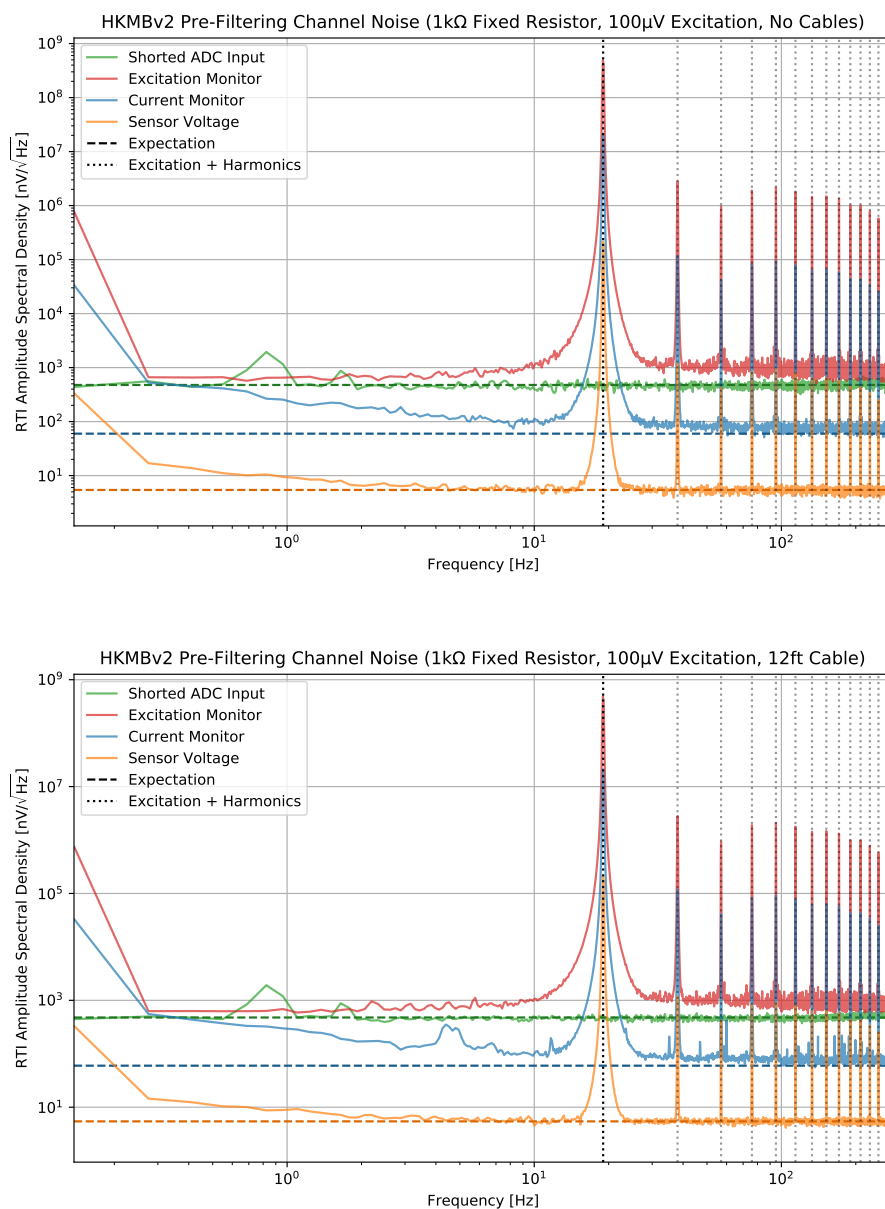 HKMBv2 Pre-Filtering Channel Noise (1kΩ Fixed Resistor, 100μV Excitation, No Cables)
10⁹
10⁸
10⁷
10⁶
10⁵
10⁴
10³
10²
10¹
RTI Amplitude Spectral Density [nV/√Hz]
Shorted ADC Input
Excitation Monitor
Current Monitor
Sensor Voltage
Expectation
Excitation + Harmonics
10⁰
10¹
10²
Frequency [Hz]
HKMBv2 Pre-Filtering Channel Noise (1kΩ Fixed Resistor, 100μV Excitation, 12ft Cable)
10⁹
10⁷
10⁵
10³
10¹
RTI Amplitude Spectral Density [nV/√Hz]
Shorted ADC Input
Excitation Monitor
Current Monitor
Sensor Voltage
Expectation
Excitation + Harmonics
10⁰
10¹
10²
Frequency [Hz]